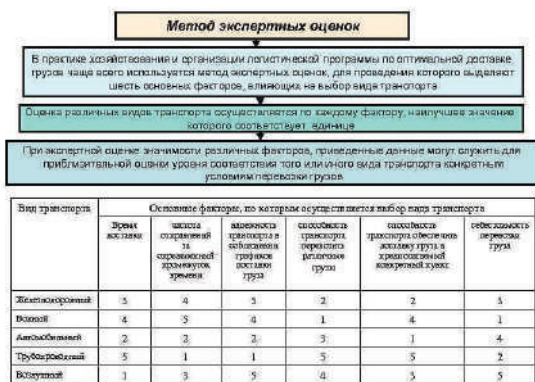 Метод экспертных оценок
В практике хозяйствования и организации логистической программы по оптимальной доставке
грузов чаще всего используется метод экспертных оценок, для проведения которого выделяют
шесть основных факторов, влияющих на выбор вида транспорта
Оценка различных видов транспорта осуществляется по каждому фактору, наилучшее значение
которого соответствует единице
При экспертной оценке значимости различных факторов, приведенные данные могут служить для
приблизительной оценки уровня соответствия того или иного вида транспорта конкретным
условиям перевозки грузов
Вид транспорта Основные факторы, по которым осуществляется выбор вида транспорта
Время
доставки
частота
отправлений
за
промежуток
времени
надежность
транспорта в
соблюдении
графиков
доставки
груза
способность
транспорта
перевозить
различные
грузы
способность
транспорта обеспечить
доставку груза в
конкретный пункт
себестоимость
перевозки
груза
Железнодорожный 3 4 3 2 2 3
Водный 4 5 4 1 4 1
Автомобильный 2 2 2 3 1 4
Трубопроводный 5 1 1 5 5 2
Воздушный 1 3 5 4 3 5